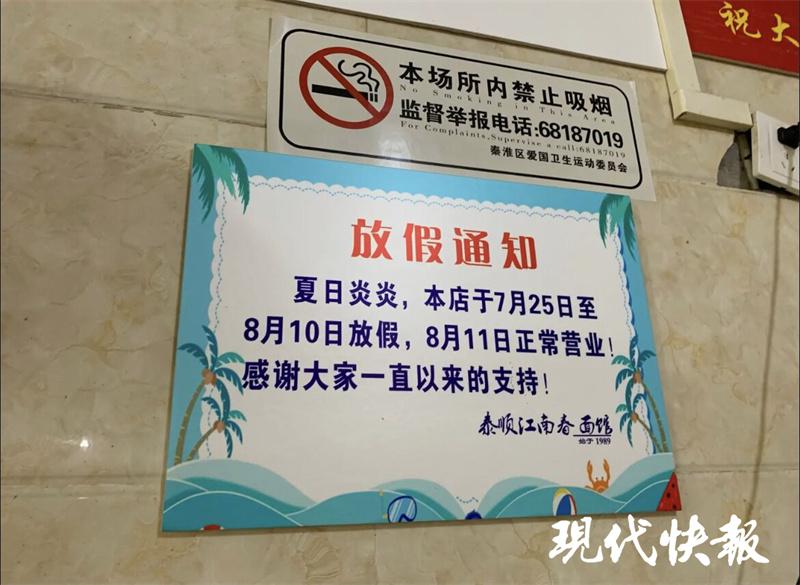 祝大
本场所内禁止吸烟
No Smoking in This Area
监督举报电话:68187019
For Complaints,Supervise a call:68187019
秦淮区爱国卫生运动委员会
放假通知
夏日炎炎，本店于7月25日至
8月10日放假，8月11日正常营业！
感谢大家一直以来的支持！
泰顺江南春面馆
始于1989
现代快報